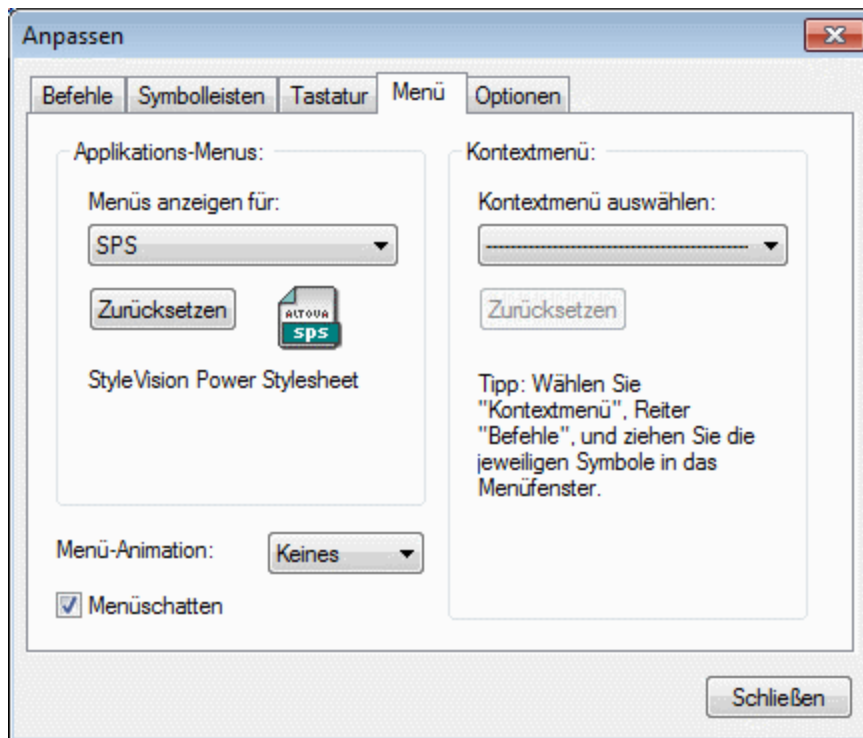 Anpassen
Befehle
Symbolleisten
Tastatur
Menü
Optionen
Applikations-Menus:
Menüs anzeigen für:
SPS
Zurücksetzen
ALTOVA
sps
StyleVision Power Stylesheet
Menü-Animation:
Keines
Menüschatten
Kontextmenü:
Kontextmenü auswählen:
Zurücksetzen
Tipp: Wählen Sie
"Kontextmenü", Reiter
"Befehle", und ziehen Sie die
jeweiligen Symbole in das
Menüfenster.
Schließen